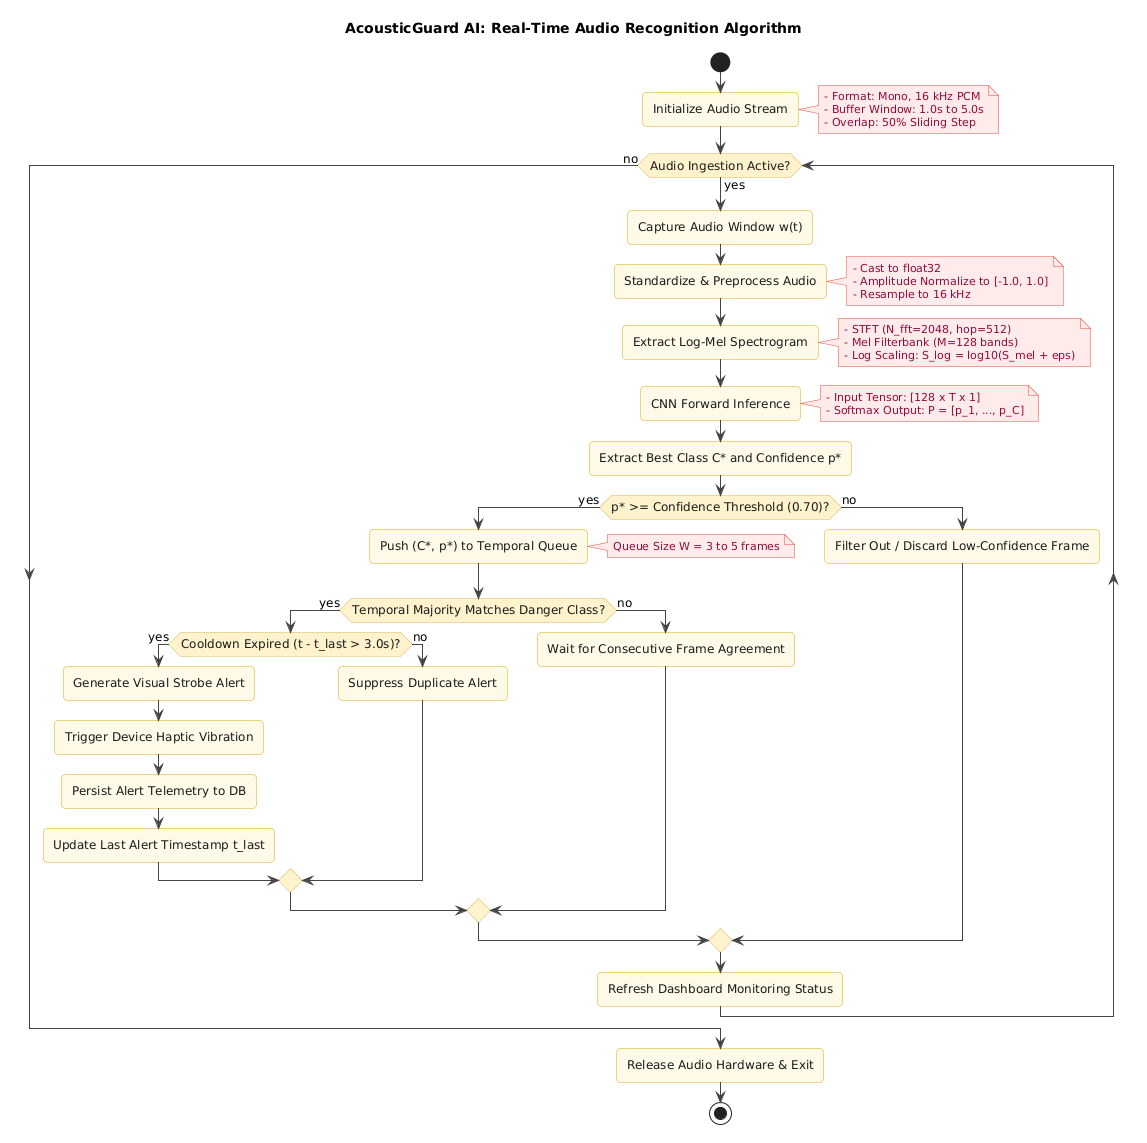 AcousticGuard AI: Real-Time Audio Recognition Algorithm
Initialize Audio Stream
- Format: Mono, 16 kHz PCM
- Buffer Window: 1.0s to 5.0s
- Overlap: 50% Sliding Step
no
Audio Ingestion Active?
yes
Capture Audio Window w(t)
Standardize & Preprocess Audio
- Cast to float32
- Amplitude Normalize to [-1.0, 1.0]
- Resample to 16 kHz
Extract Log-Mel Spectrogram
- STFT (N_fft=2048, hop=512)
- Mel Filterbank (M=128 bands)
- Log Scaling: S_log = log10(S_mel + eps)
CNN Forward Inference
- Input Tensor: [128 x T x 1]
- Softmax Output: P = [p_1, ..., p_C]
Extract Best Class C* and Confidence p*
yes
p* >= Confidence Threshold (0.70)?
no
Push (C*, p*) to Temporal Queue
Queue Size W = 3 to 5 frames
Filter Out / Discard Low-Confidence Frame
yes
Temporal Majority Matches Danger Class?
no
yes
Cooldown Expired (t - t_last > 3.0s)?
no
Wait for Consecutive Frame Agreement
Generate Visual Strobe Alert
Suppress Duplicate Alert
Trigger Device Haptic Vibration
Persist Alert Telemetry to DB
Update Last Alert Timestamp t_last
Refresh Dashboard Monitoring Status
Release Audio Hardware & Exit